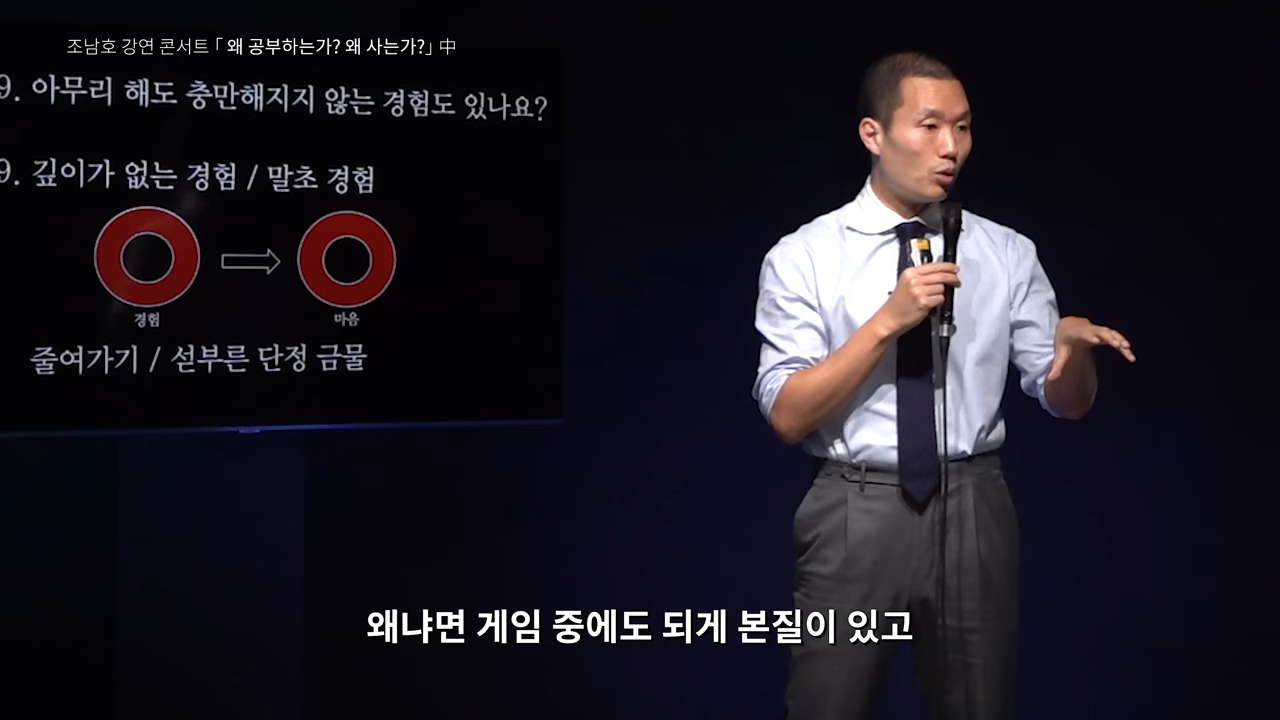 조남호 강연 콘서트 「 왜 공부하는가? 왜 사는가?」 中
9. 아무리 해도 충만해지지 않는 경험도 있나요?
9. 깊이가 없는 경험 / 말초 경험
경험
마음
줄여가기 / 섣부른 단정 금물
왜냐면 게임 중에도 되게 본질이 있고